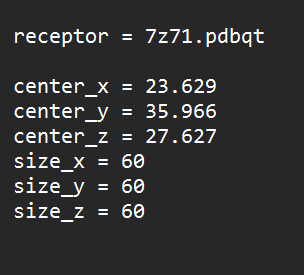 receptor = 7z71.pdbqt
center_x = 23.629
center_y = 35.966
center_z = 27.627
size_x = 60
size_y = 60
size_z = 60